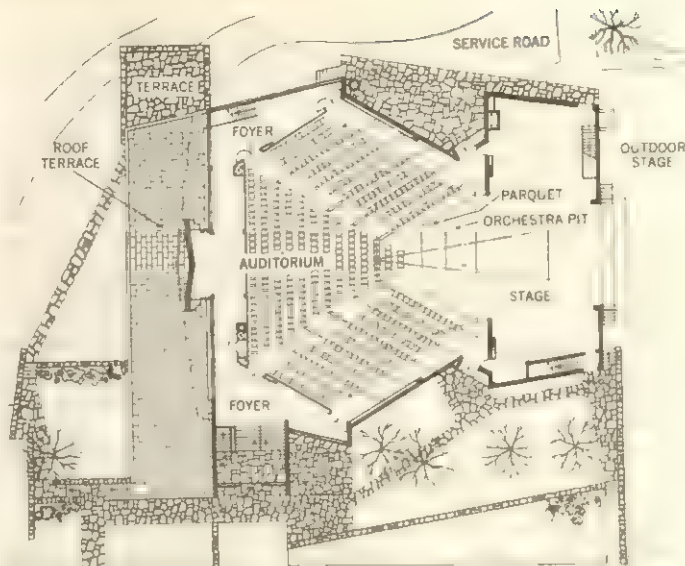 SERVICE ROAD
TERRACE
FOYER
ROOF
TERRACE
OUTDOOR
STAGE
PARQUET
ORCHESTRA PIT
AUDITORIUM
STAGE
FOYER